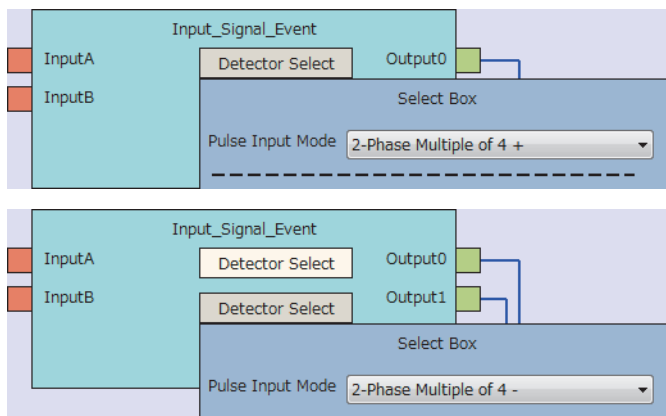 Input_Signal_Event
InputA Detector Select Output0
InputB Select Box
Pulse Input Mode 2-Phase Multiple of 4 +
Input_Signal_Event
InputA Detector Select Output0
InputB Detector Select Output1
Select Box
Pulse Input Mode 2-Phase Multiple of 4 -